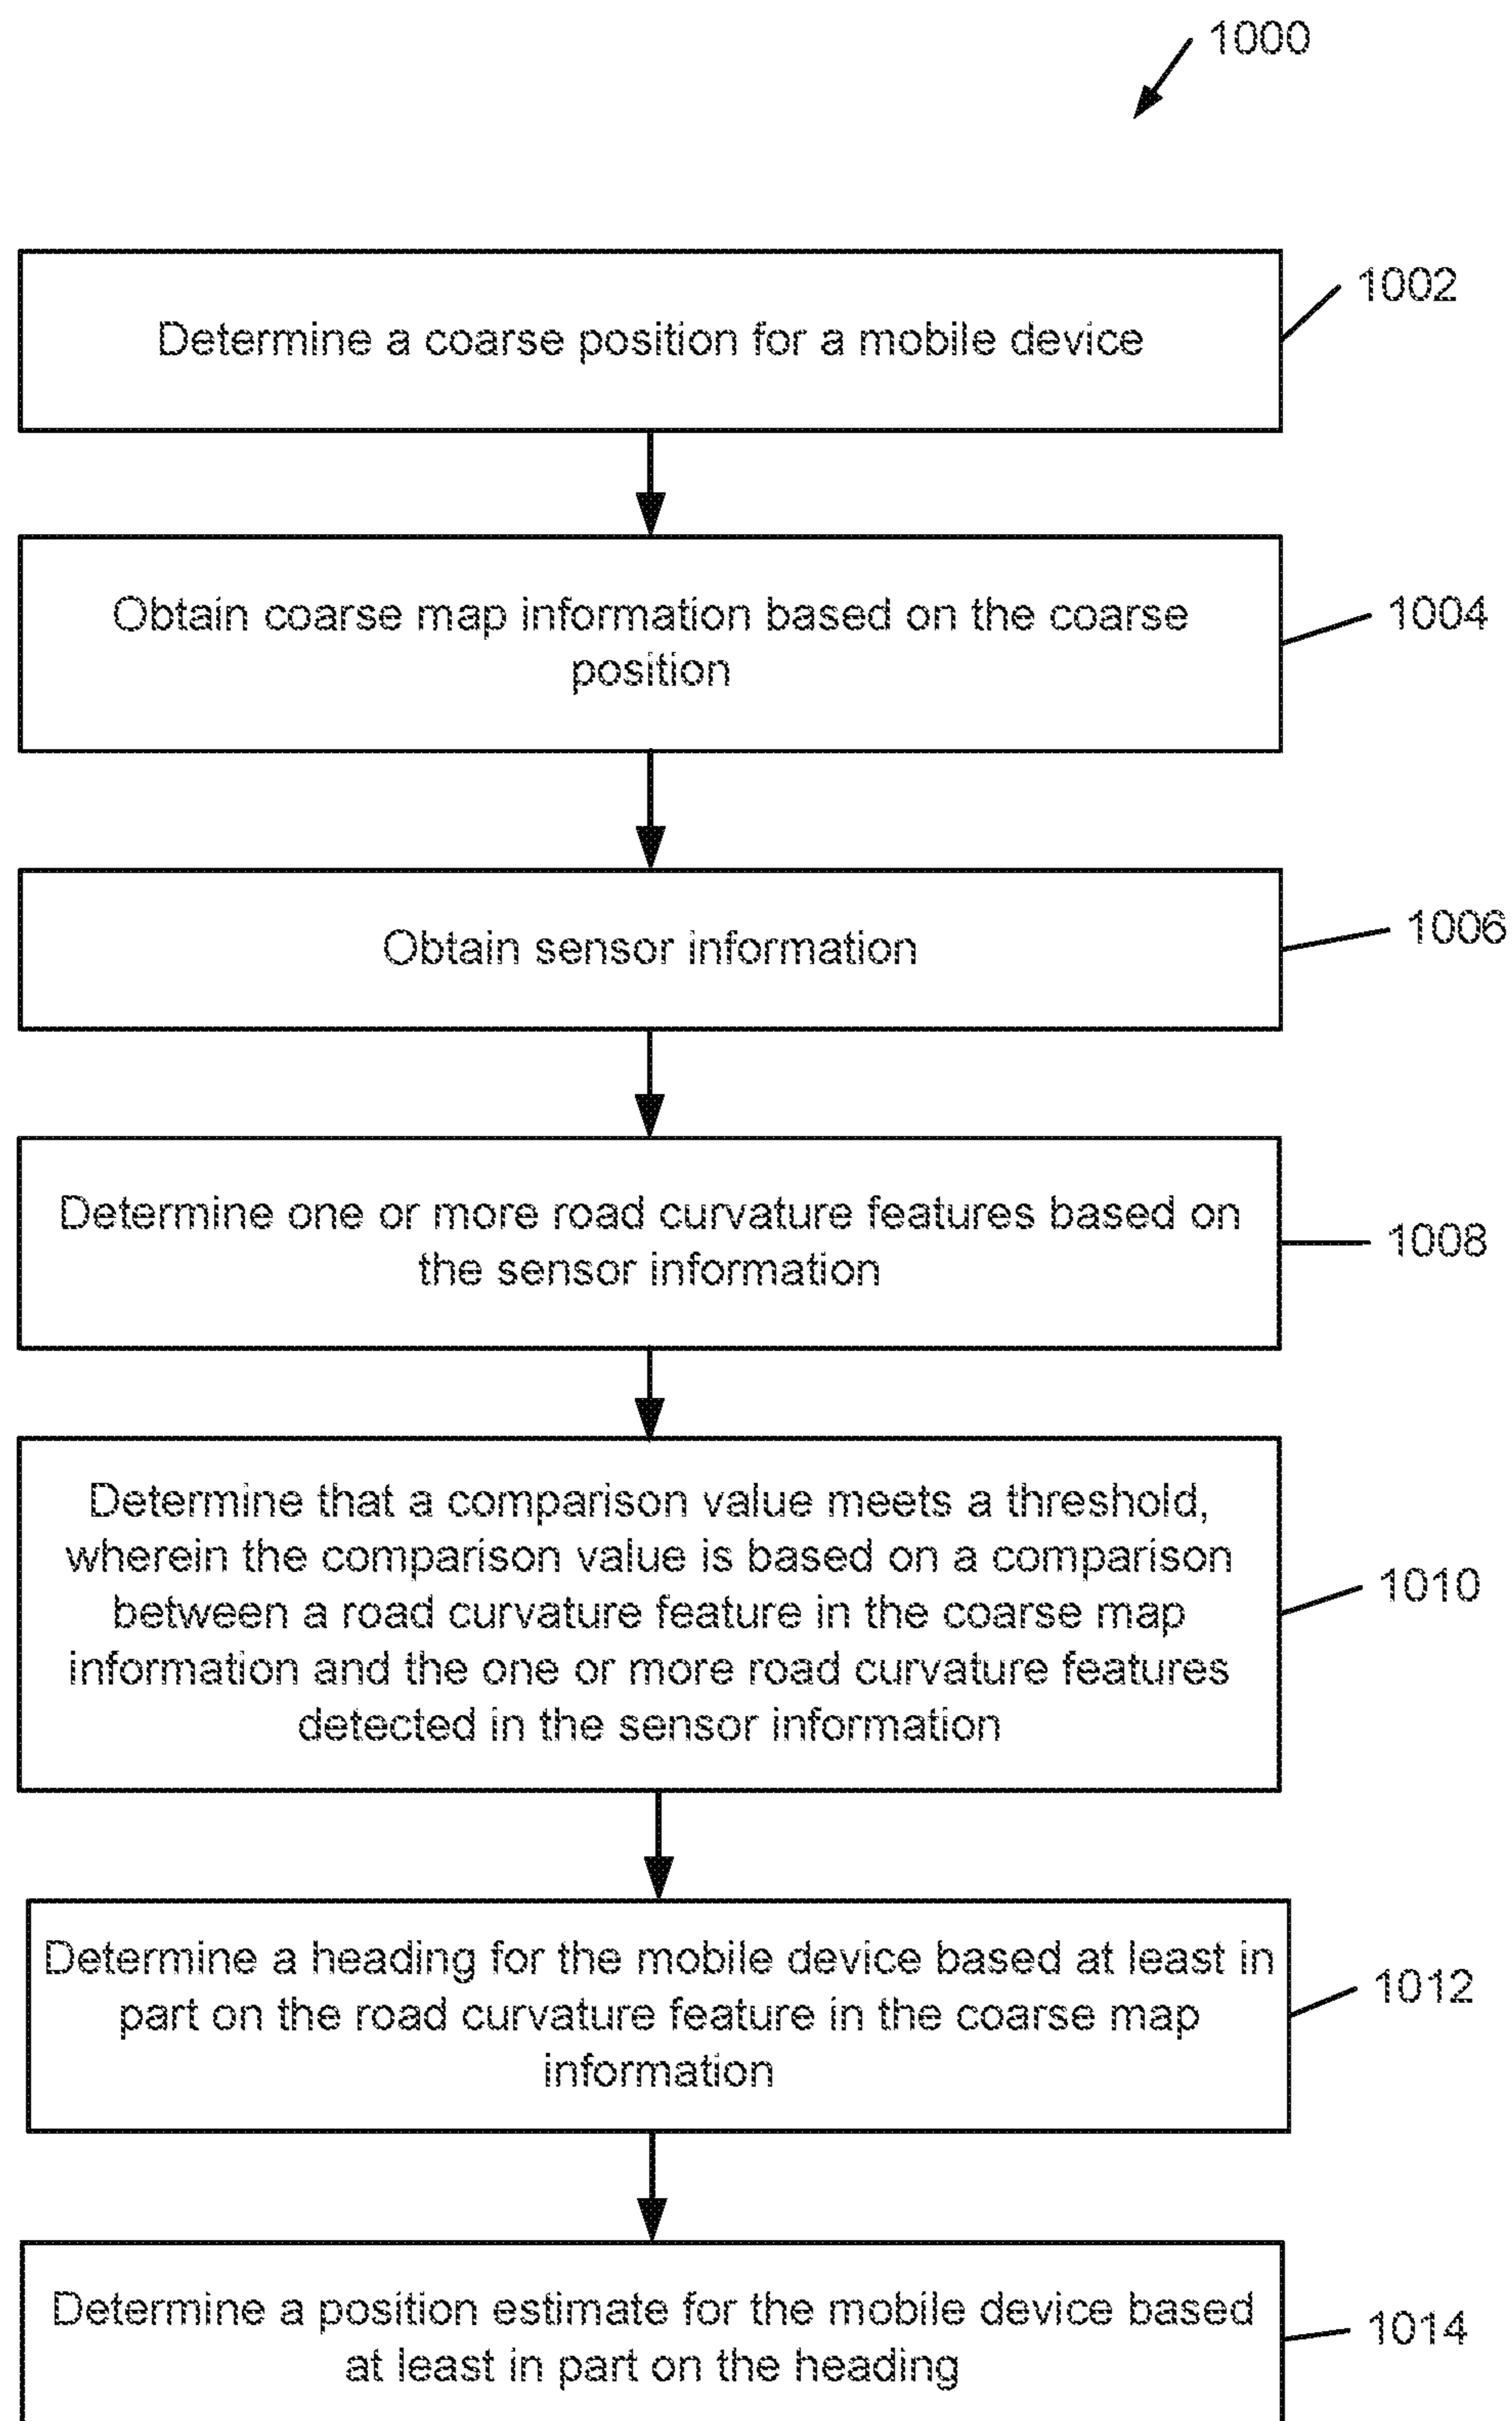 1000
Determine a coarse position for a mobile device
1002
Obtain coarse map information based on the coarse
position
1004
Obtain sensor information
1006
Determine one or more road curvature features based on
the sensor information
1008
Determine that a comparison value meets a threshold,
wherein the comparison value is based on a comparison
between a road curvature feature in the coarse map
information and the one or more road curvature features
detected in the sensor information
1010
Determine a heading for the mobile device based at least in
part on the road curvature feature in the coarse map
information
1012
Determine a position estimate for the mobile device based
at least in part on the heading
1014